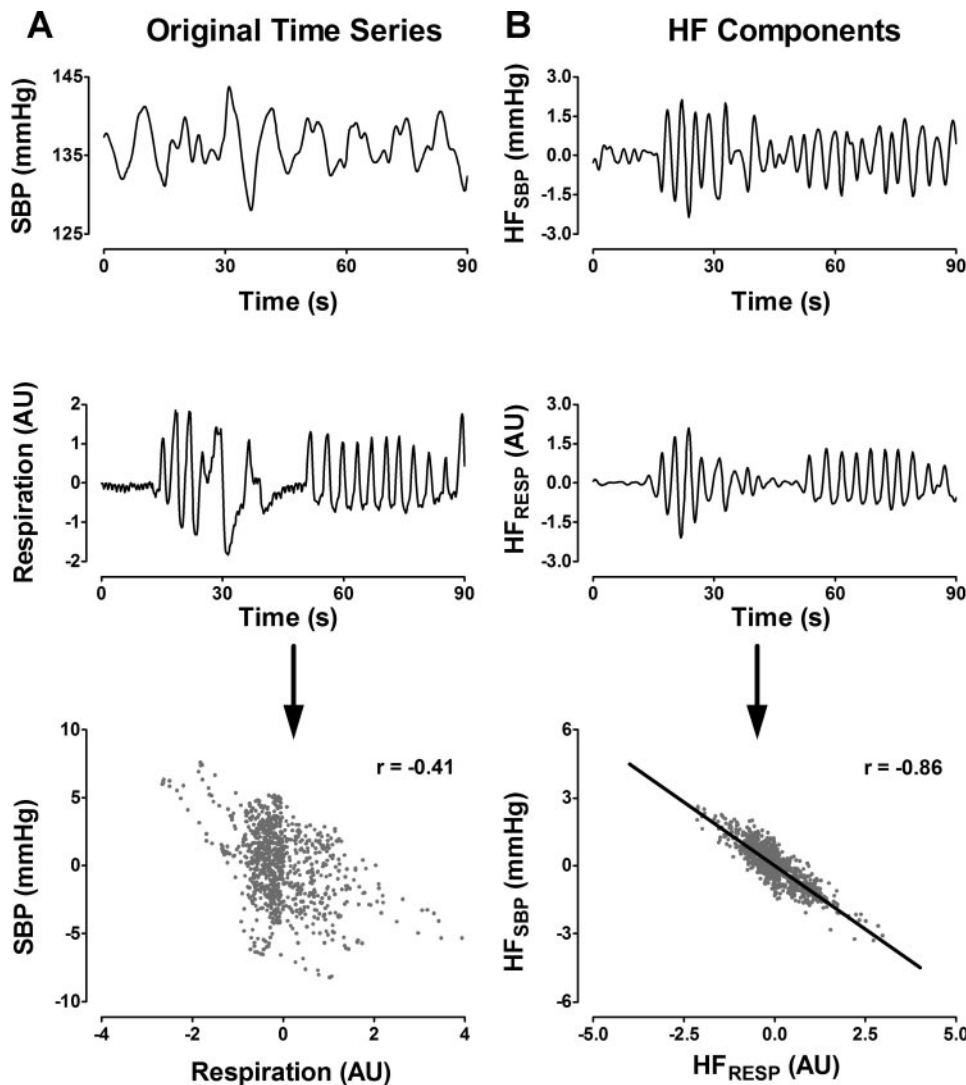 A Original Time Series B HF Components
SBP (mmHg)
145
135
125
0 30 60 90
Time (s)
HF_SBP (mmHg)
3.0
1.5
0.0
-1.5
-3.0
0 30 60 90
Time (s)
Respiration (AU)
2
1
0
-1
-2
0 30 60 90
Time (s)
HF_RESP (AU)
3.0
1.5
0.0
-1.5
-3.0
0 30 60 90
Time (s)
SBP (mmHg)
10
5
0
-5
-10
r = -0.41
-4 -2 0 2 4
Respiration (AU)
HF_SBP (mmHg)
6
3
0
-3
-6
r = -0.86
-5.0 -2.5 0.0 2.5 5.0
HF_RESP (AU)